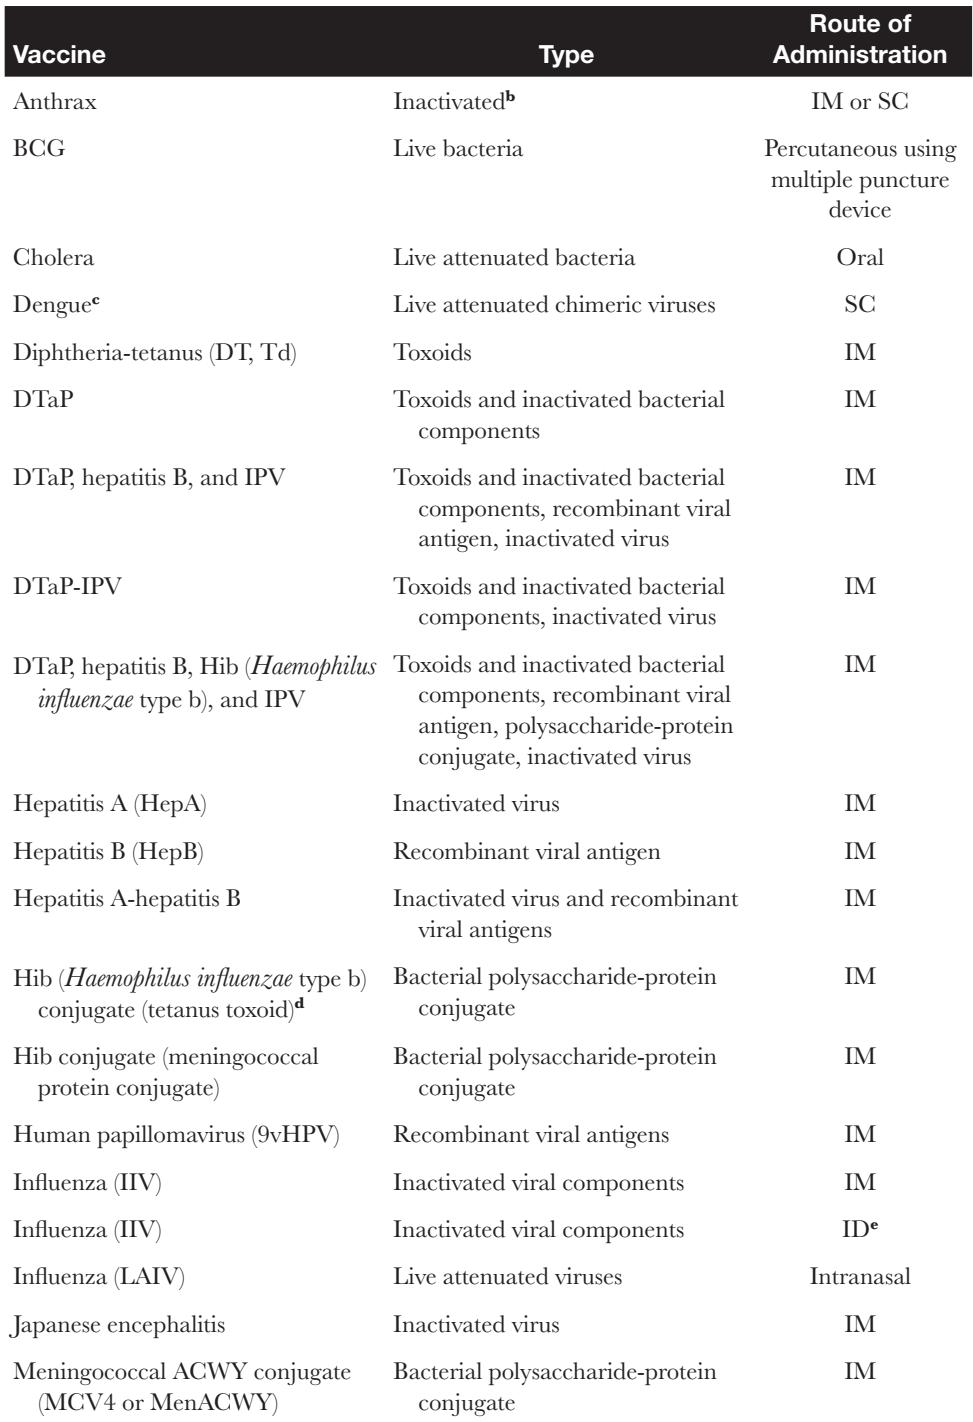 Vaccine Type Route of Administration
Anthrax Inactivatedb IM or SC
BCG Live bacteria Percutaneous using
multiple puncture
device
Cholera Live attenuated bacteria Oral
Denguec Live attenuated chimeric viruses SC
Diphtheria-tetanus (DT, Td) Toxoids IM
DTaP Toxoids and inactivated bacterial IM
components
DTaP, hepatitis B, and IPV Toxoids and inactivated bacterial IM
components, recombinant viral
antigen, inactivated virus
DTaP-IPV Toxoids and inactivated bacterial IM
components, inactivated virus
DTaP, hepatitis B, Hib (Haemophilus Toxoids and inactivated bacterial IM
influenzae type b), and IPV components, recombinant viral
antigen, polysaccharide-protein
conjugate, inactivated virus
Hepatitis A (HepA) Inactivated virus IM
Hepatitis B (HepB) Recombinant viral antigen IM
Hepatitis A-hepatitis B Inactivated virus and recombinant IM
viral antigens
Hib (Haemophilus influenzae type b) Bacterial polysaccharide-protein IM
conjugate (tetanus toxoid)d conjugate
Hib conjugate (meningococcal Bacterial polysaccharide-protein IM
protein conjugate) conjugate
Human papillomavirus (9vHPV) Recombinant viral antigens IM
Influenza (IIV) Inactivated viral components IM
Influenza (IIV) Inactivated viral components IDe
Influenza (LAIV) Live attenuated viruses Intranasal
Japanese encephalitis Inactivated virus IM
Meningococcal ACWY conjugate Bacterial polysaccharide-protein IM
(MCV4 or MenACWY) conjugate